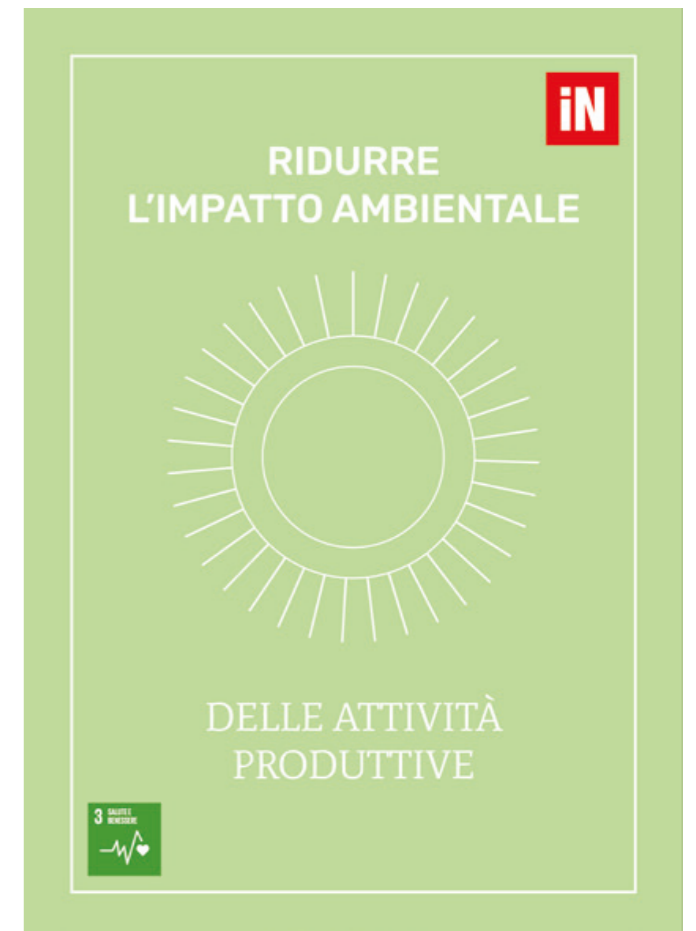 iN
RIDURRE
L’IMPATTO AMBIENTALE
DELLE ATTIVITÀ
PRODUTTIVE
3 SALUTE E
BENESSERE